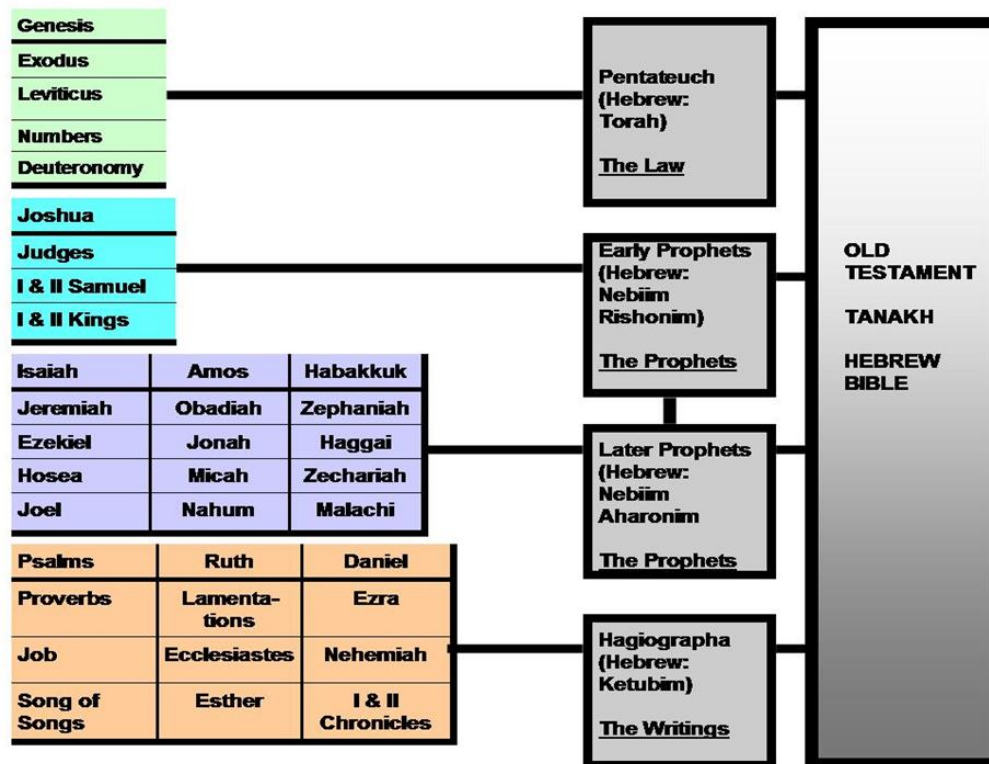 Genesis
Exodus
Leviticus
Numbers
Deuteronomy
Pentateuch
(Hebrew:
Torah)
The Law
Joshua
Judges
I & II Samuel
I & II Kings
Early Prophets
(Hebrew:
Nebiim
Rishonim)
The Prophets
Isaiah Amos Habakkuk
Jeremiah Obadiah Zephaniah
Ezekiel Jonah Haggai
Hosea Micah Zechariah
Joel Nahum Malachi
Later Prophets
(Hebrew:
Nebiim
Aharonim
The Prophets
Psalms Ruth Daniel
Proverbs Lamenta-
tions Ezra
Job Ecclesiastes Nehemiah
Song of
Songs Esther I & II
Chronicles
Hagiographa
(Hebrew:
Ketubim)
The Writings
OLD
TESTAMENT
TANAKH
HEBREW
BIBLE